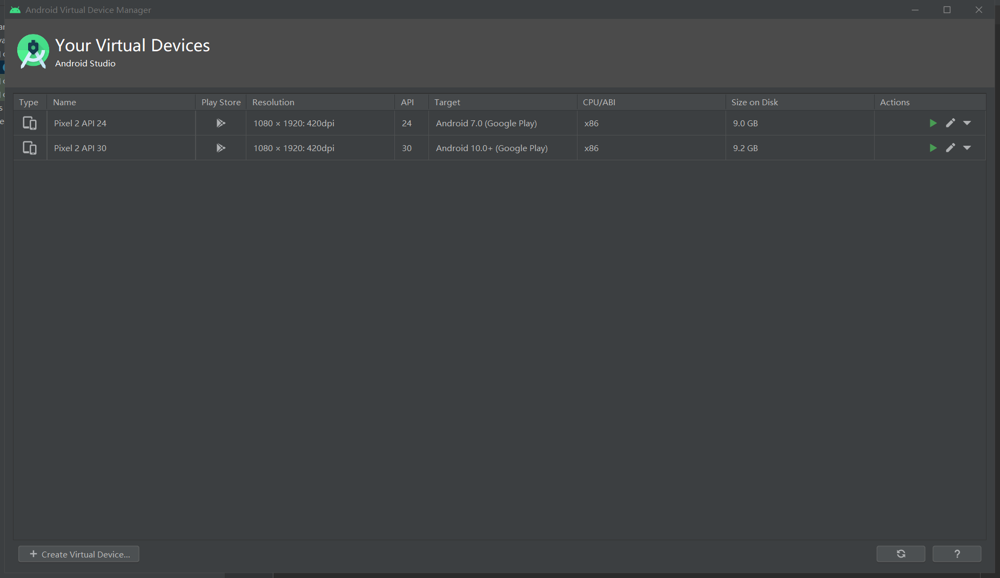 Android Virtual Device Manager
Your Virtual Devices
Android Studio
Type Name Play Store Resolution API Target CPU/ABI Size on Disk Actions
Pixel 2 API 24 1080 × 1920: 420dpi 24 Android 7.0 (Google Play) x86 9.0 GB
Pixel 2 API 30 1080 × 1920: 420dpi 30 Android 10.0+ (Google Play) x86 9.2 GB
+ Create Virtual Device... ?